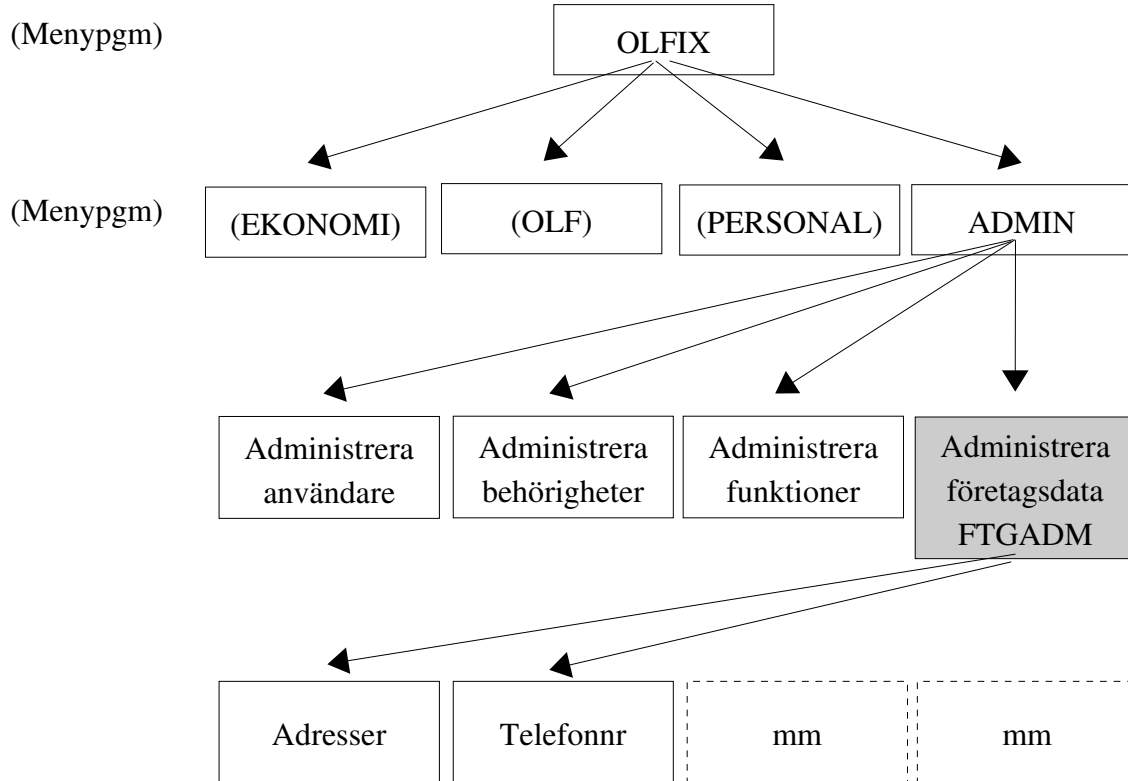 (Menypgm)
OLFIX
(Menypgm)
(EKONOMI)
(OLF)
(PERSONAL)
ADMIN
Administrera
användare
Administrera
behörigheter
Administrera
funktioner
Administrera
företagsdata
FTGADM
Adresser
Telefonnr
mm
mm